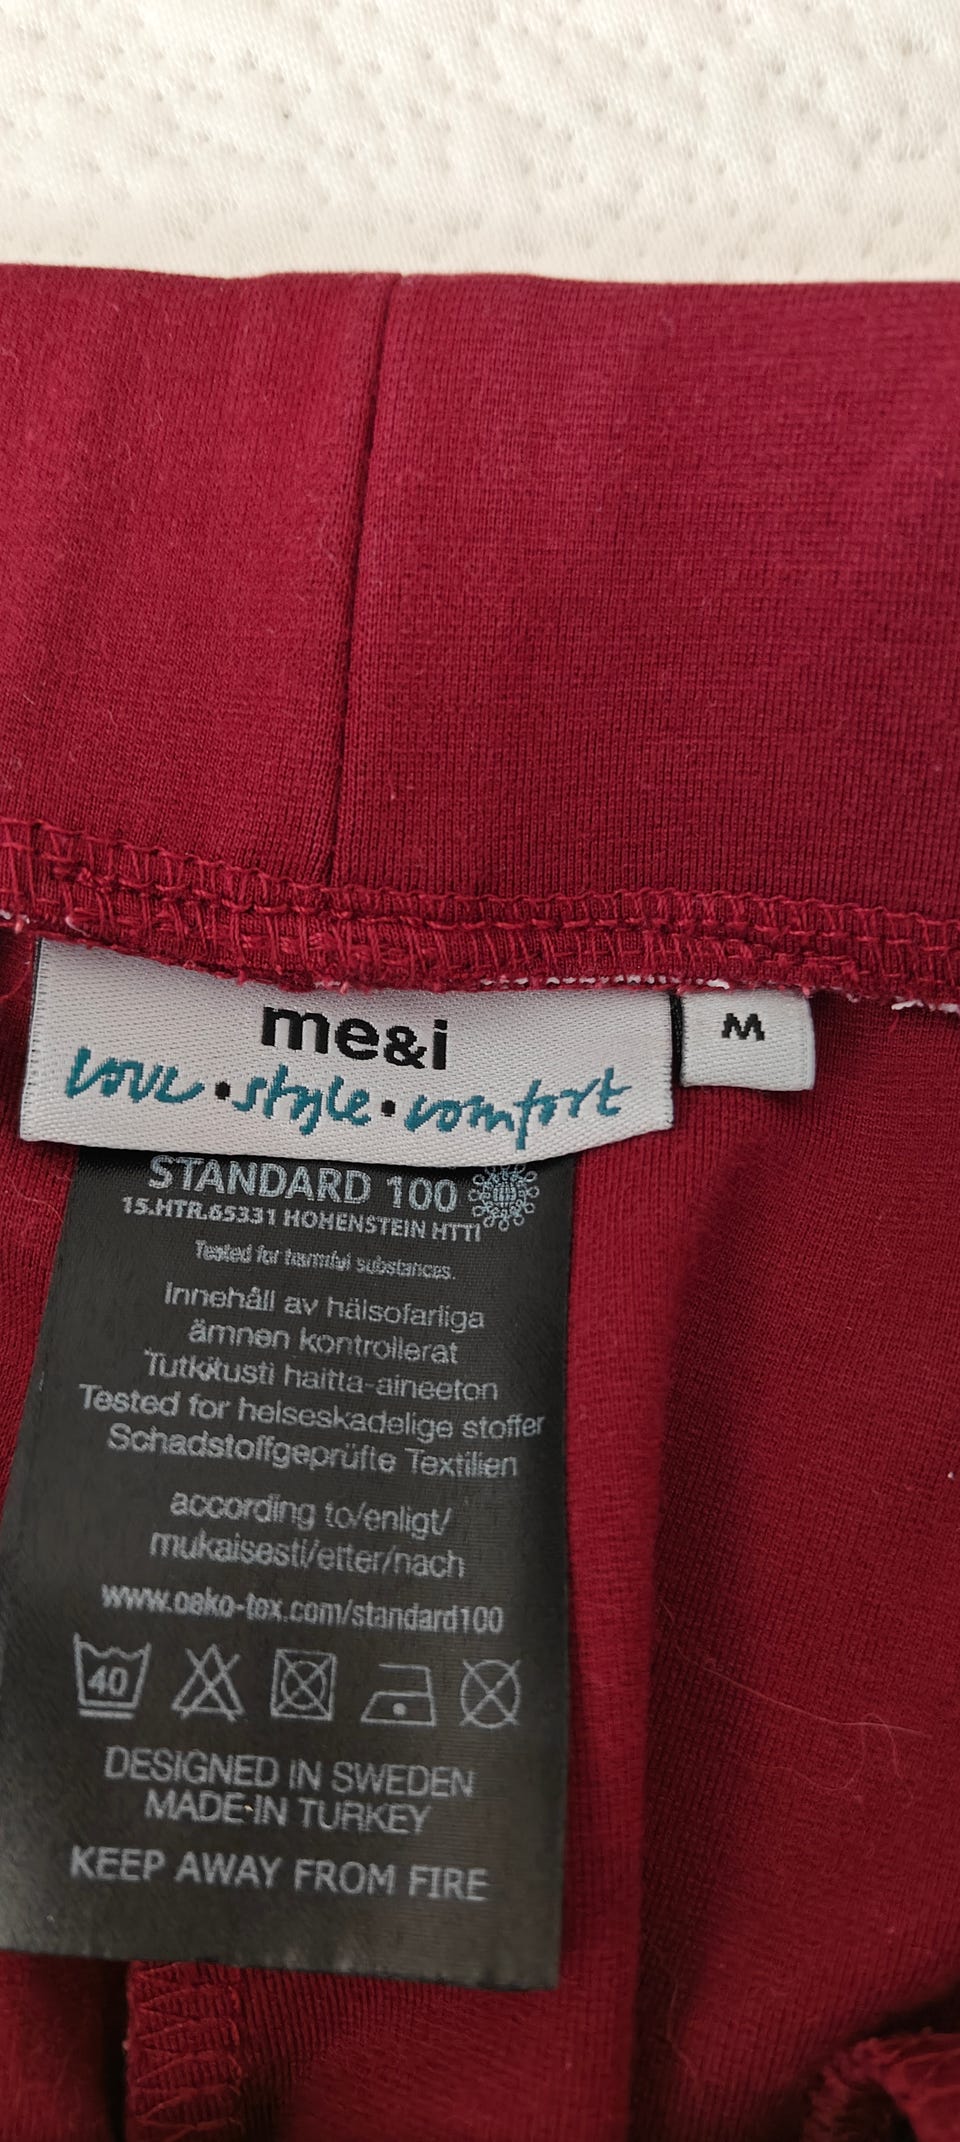 me&i
love • style • comfort
M
STANDARD 100
15.HTR.65331 HOHENSTEIN HTTI
Tested for harmful substances.
Innehåll av hälsofarliga
ämnen kontrollerat
Tutkitusti haitta-aineeton
Tested for helseskadelige stoffer
Schadstoffgeprüfte Textilien
according to/enligt/
mukaisesti/etter/nach
www.oeko-tex.com/standard100
40
DESIGNED IN SWEDEN
MADE IN TURKEY
KEEP AWAY FROM FIRE